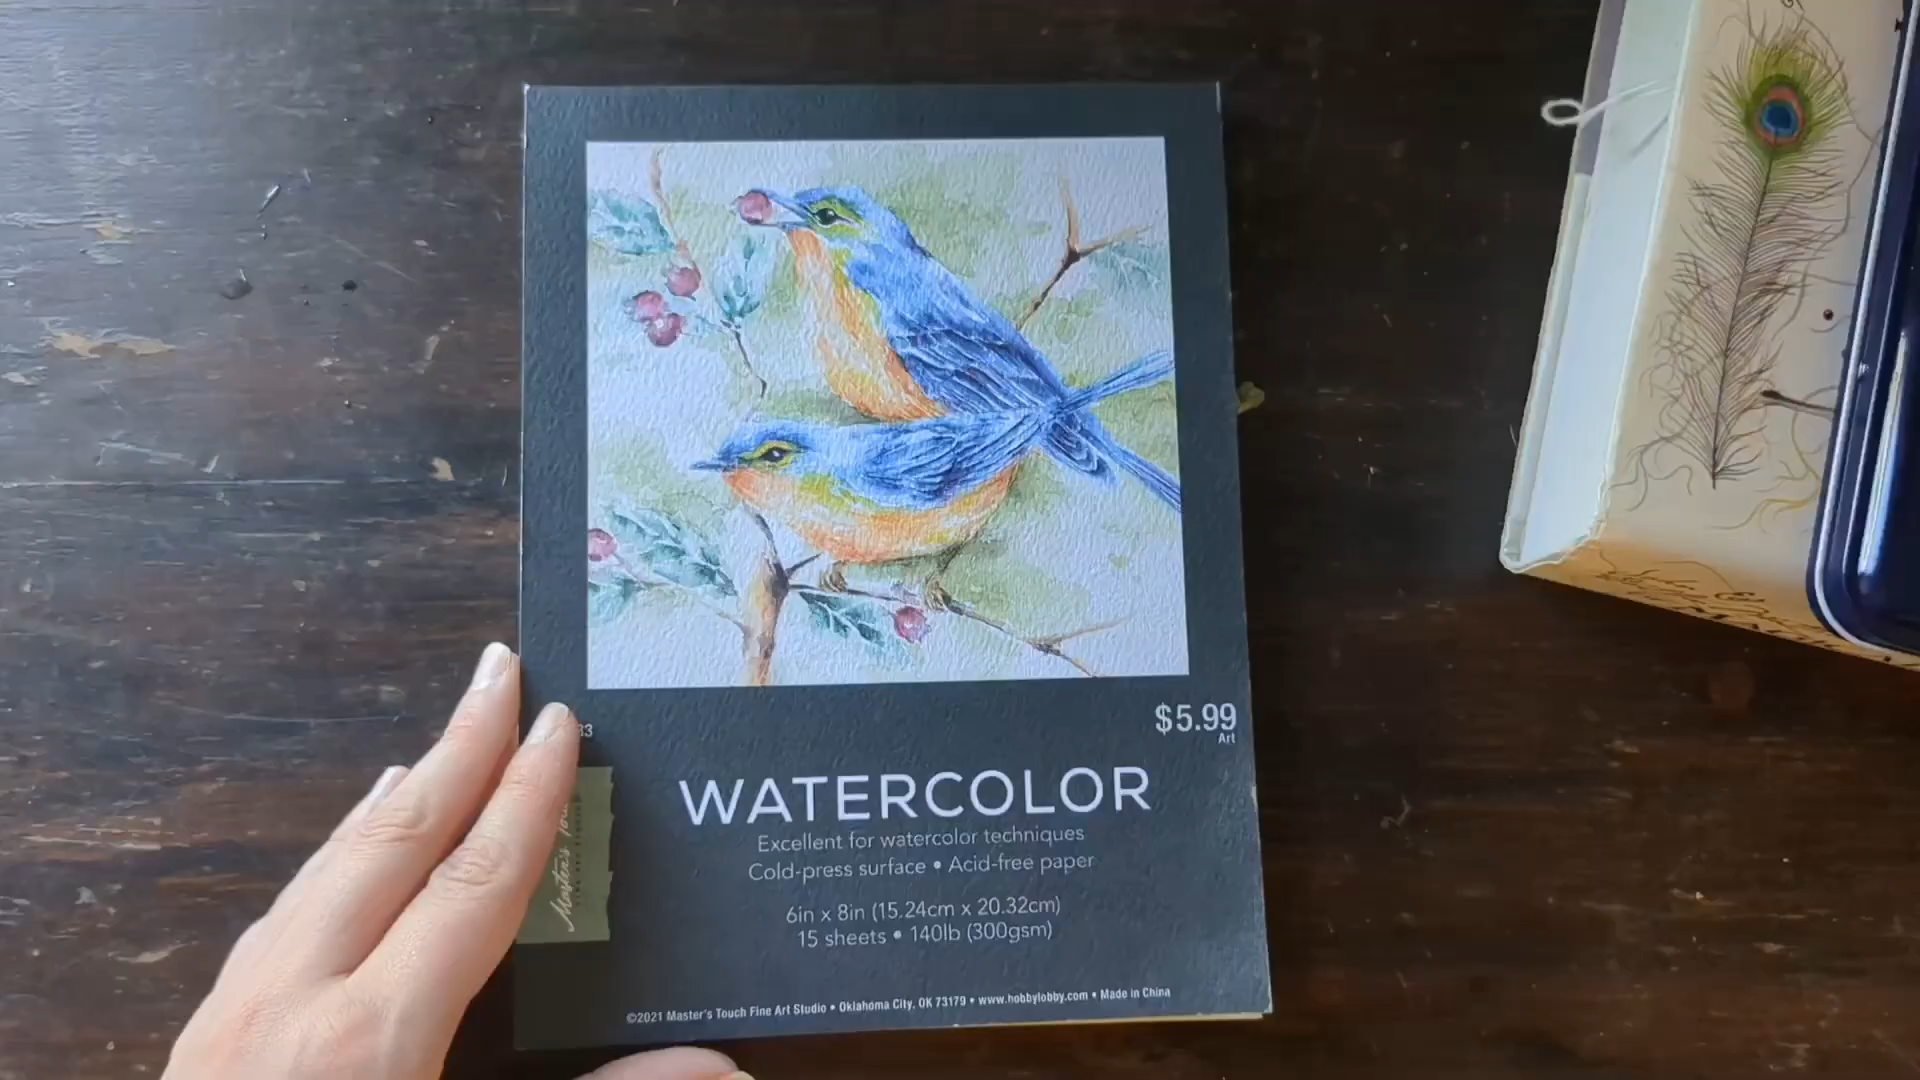 33
$5.99
Art
WATERCOLOR
Excellent for watercolor techniques
Cold-press surface • Acid-free paper
6in x 8in (15.24cm x 20.32cm)
15 sheets • 140lb (300gsm)
Master's
©2021 Master's Touch Fine Art Studio • Oklahoma City, OK 73179 • www.hobbylobby.com • Made in China